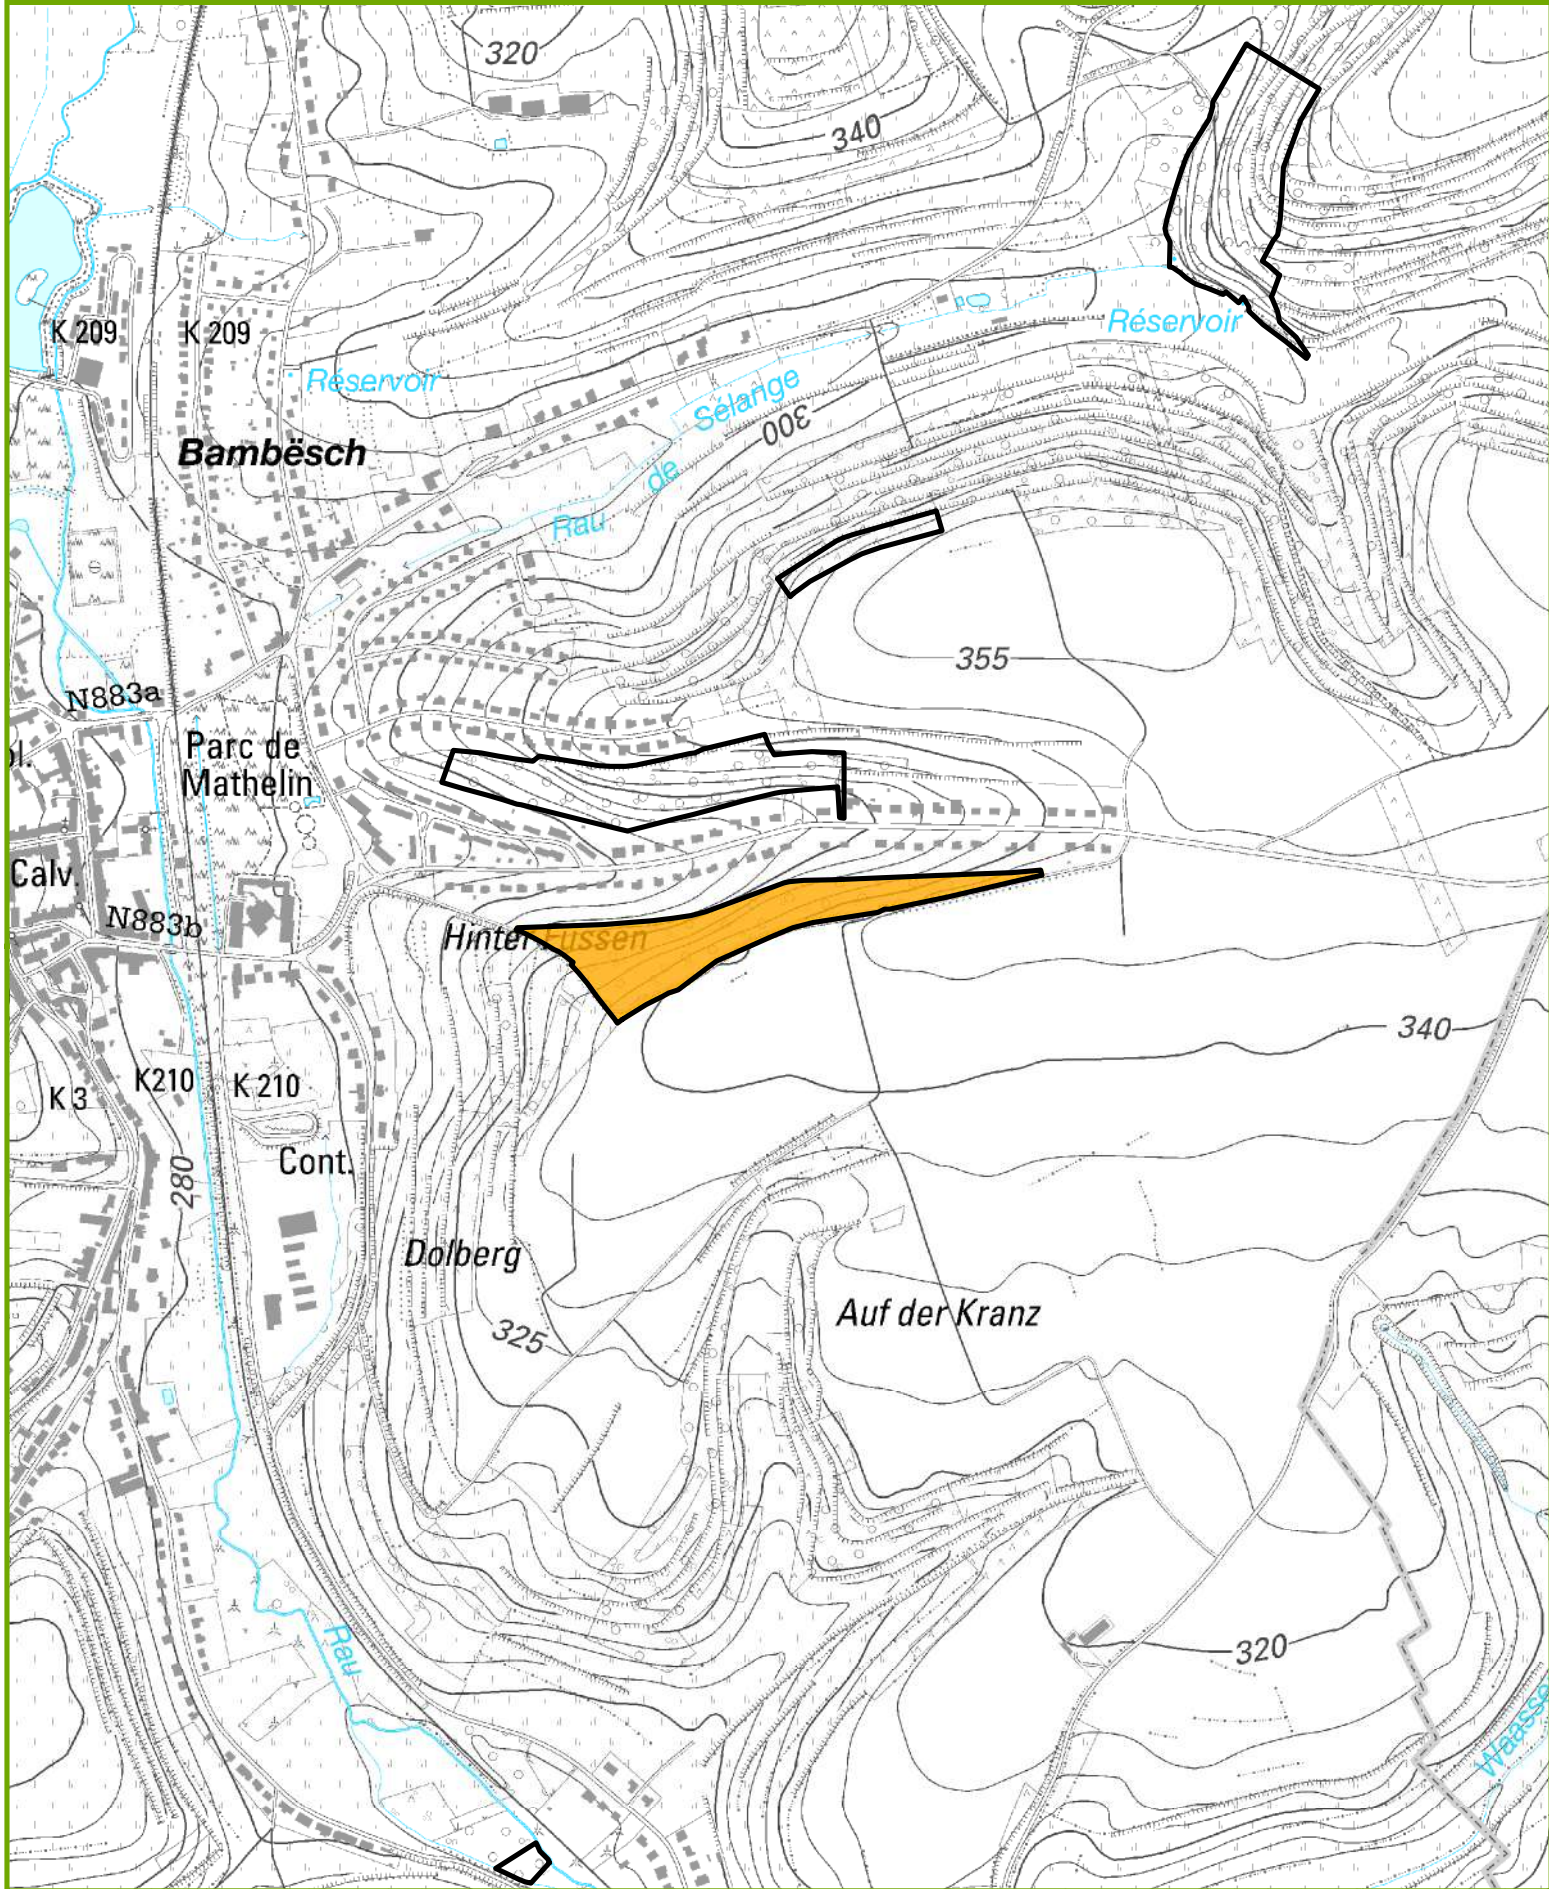 320
340
K 209
K 209
Réservoir
Réservoir
Sélange
300
Bambësch
de
Rau
355
N883a
Parc de
Mathelin
Calv.
N883b
Hinter Fussen
340
K 3
K210
K 210
Cont.
280
Dolberg
325
Auf der Kranz
Rau
320